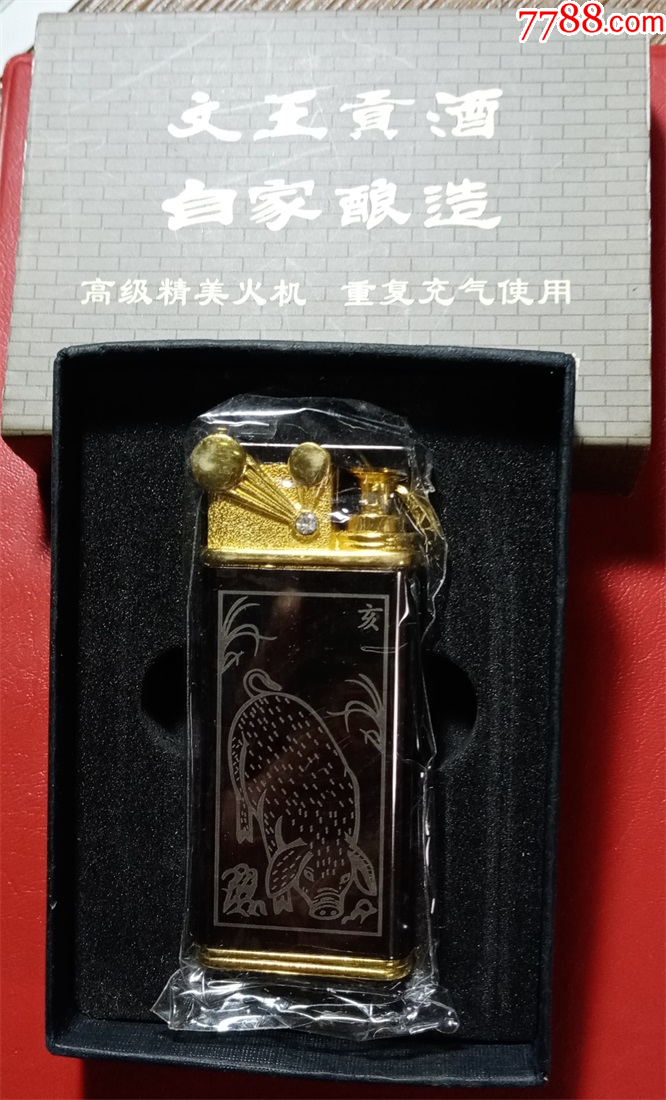 7788.com
文王贡酒
自家酿造
高级精美火机 重复充气使用
亥